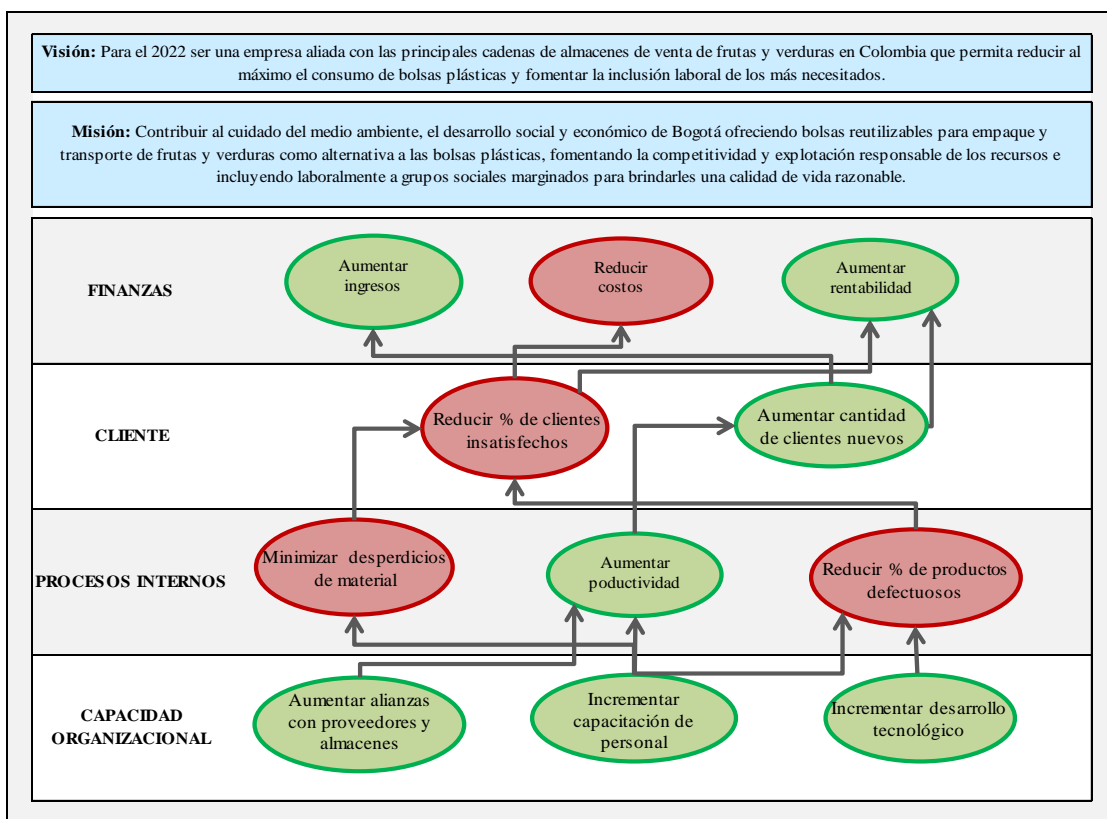 Visión: Para el 2022 ser una empresa aliada con las principales cadenas de almacenes de venta de frutas y verduras en Colombia que permita reducir al
máximo el consumo de bolsas plásticas y fomentar la inclusión laboral de los más necesitados.
Misión: Contribuir al cuidado del medio ambiente, el desarrollo social y económico de Bogotá ofreciendo bolsas reutilizables para empaque y
transporte de frutas y verduras como alternativa a las bolsas plásticas, fomentando la competitividad y explotación responsable de los recursos e
incluyendo laboralmente a grupos sociales marginados para brindarles una calidad de vida razonable.
FINANZAS
Aumentar
ingresos
Reducir
costos
Aumentar
rentabilidad
CLIENTE
Reducir % de clientes
insatisfechos
Aumentar cantidad
de clientes nuevos
PROCESOS INTERNOS
Minimizar desperdicios
de material
Aumentar
poductividad
Reducir % de productos
defectuosos
CAPACIDAD
ORGANIZACIONAL
Aumentar alianzas
con proveedores y
almacenes
Incrementar
capacitación de
personal
Incrementar desarrollo
tecnológico